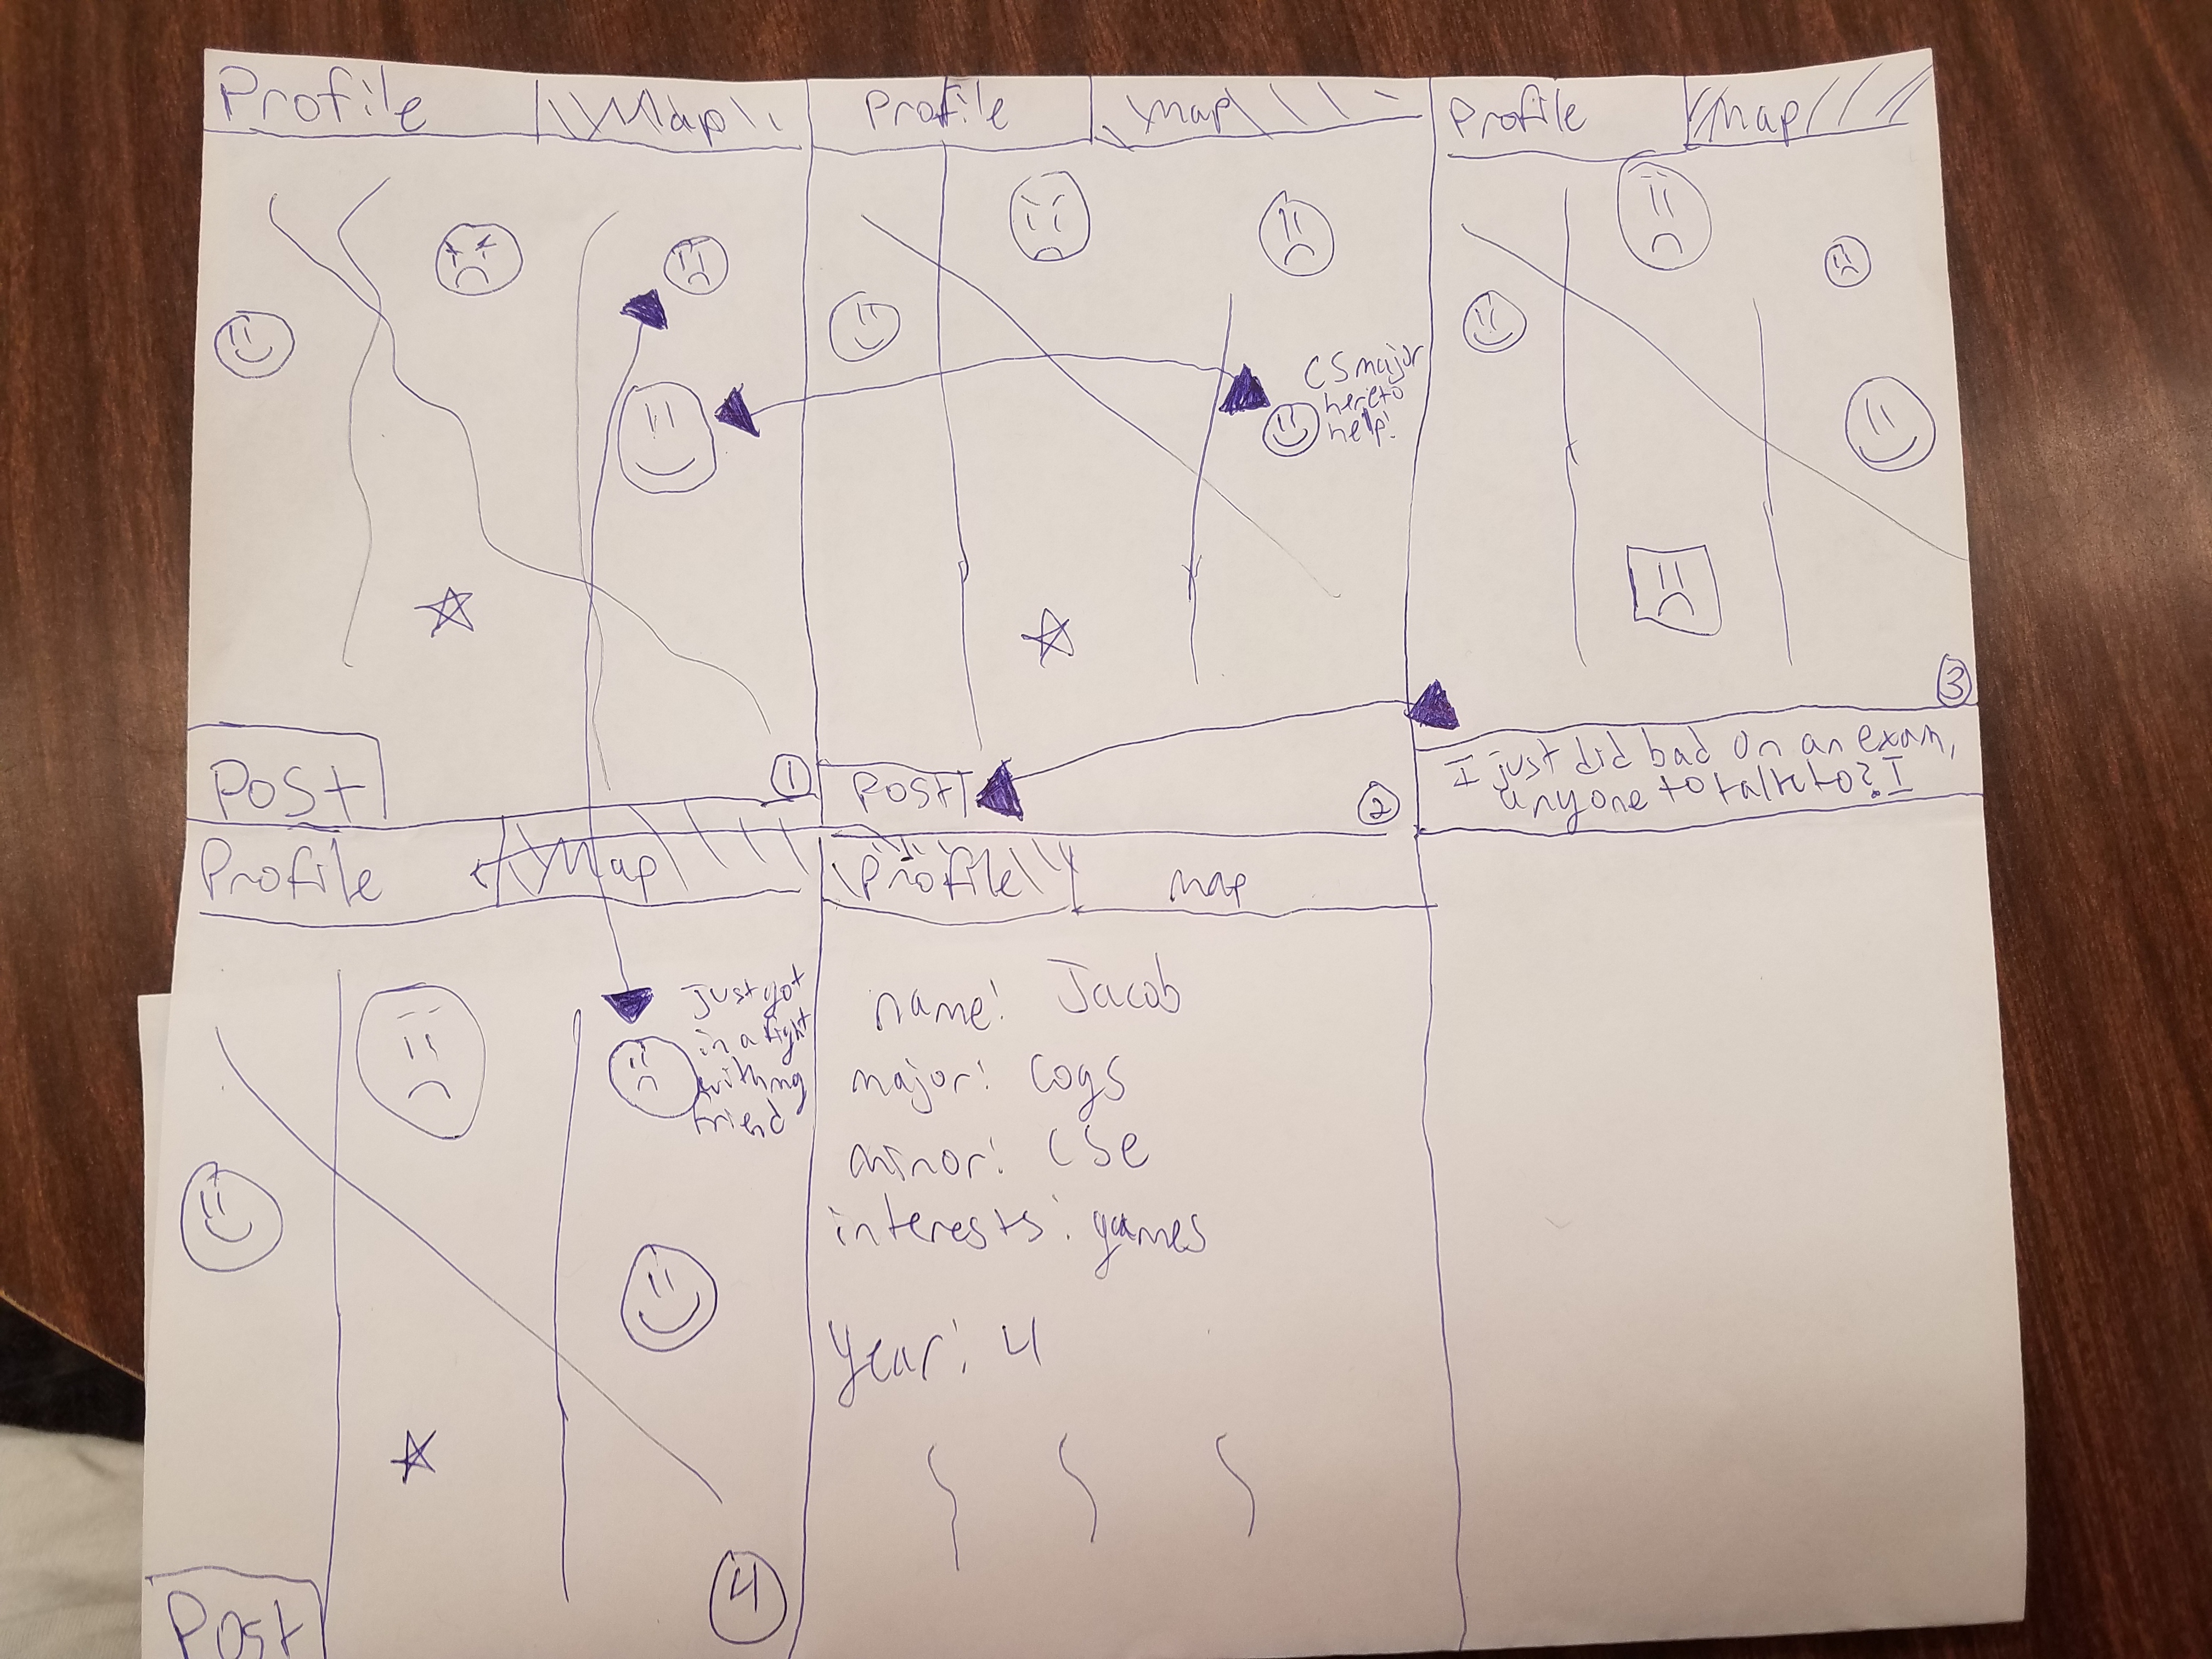 Profile
Map
Post
1
Profile
map
CS major
here to
help!
Post
2
Profile
map
I just did bad on an exam,
anyone to talk to? I
3
Profile
Map
Just got
in a fight
with my
friend
Post
4
Profile
map
name: Jacob
major: Cogs
minor: CSE
interests: games
Year: 4